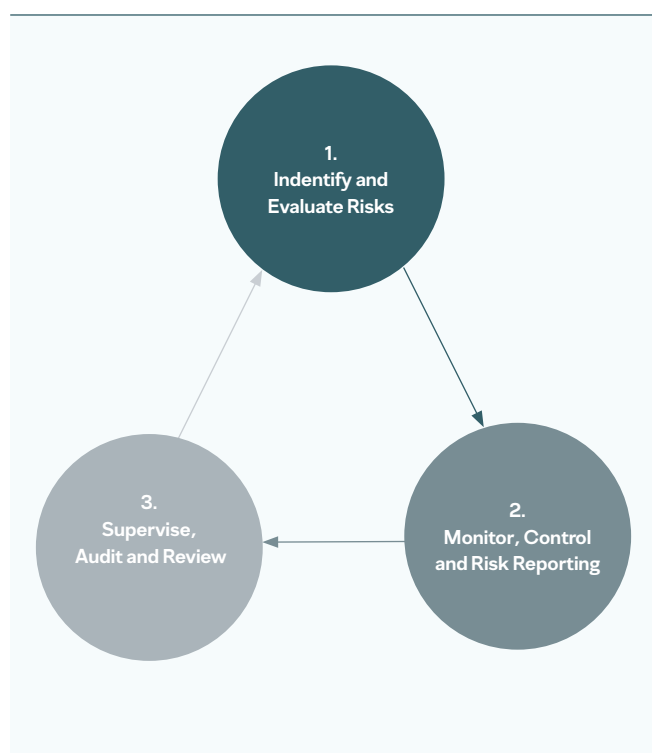 1.
Indentify and
Evaluate Risks
2.
Monitor, Control
and Risk Reporting
3.
Supervise,
Audit and Review